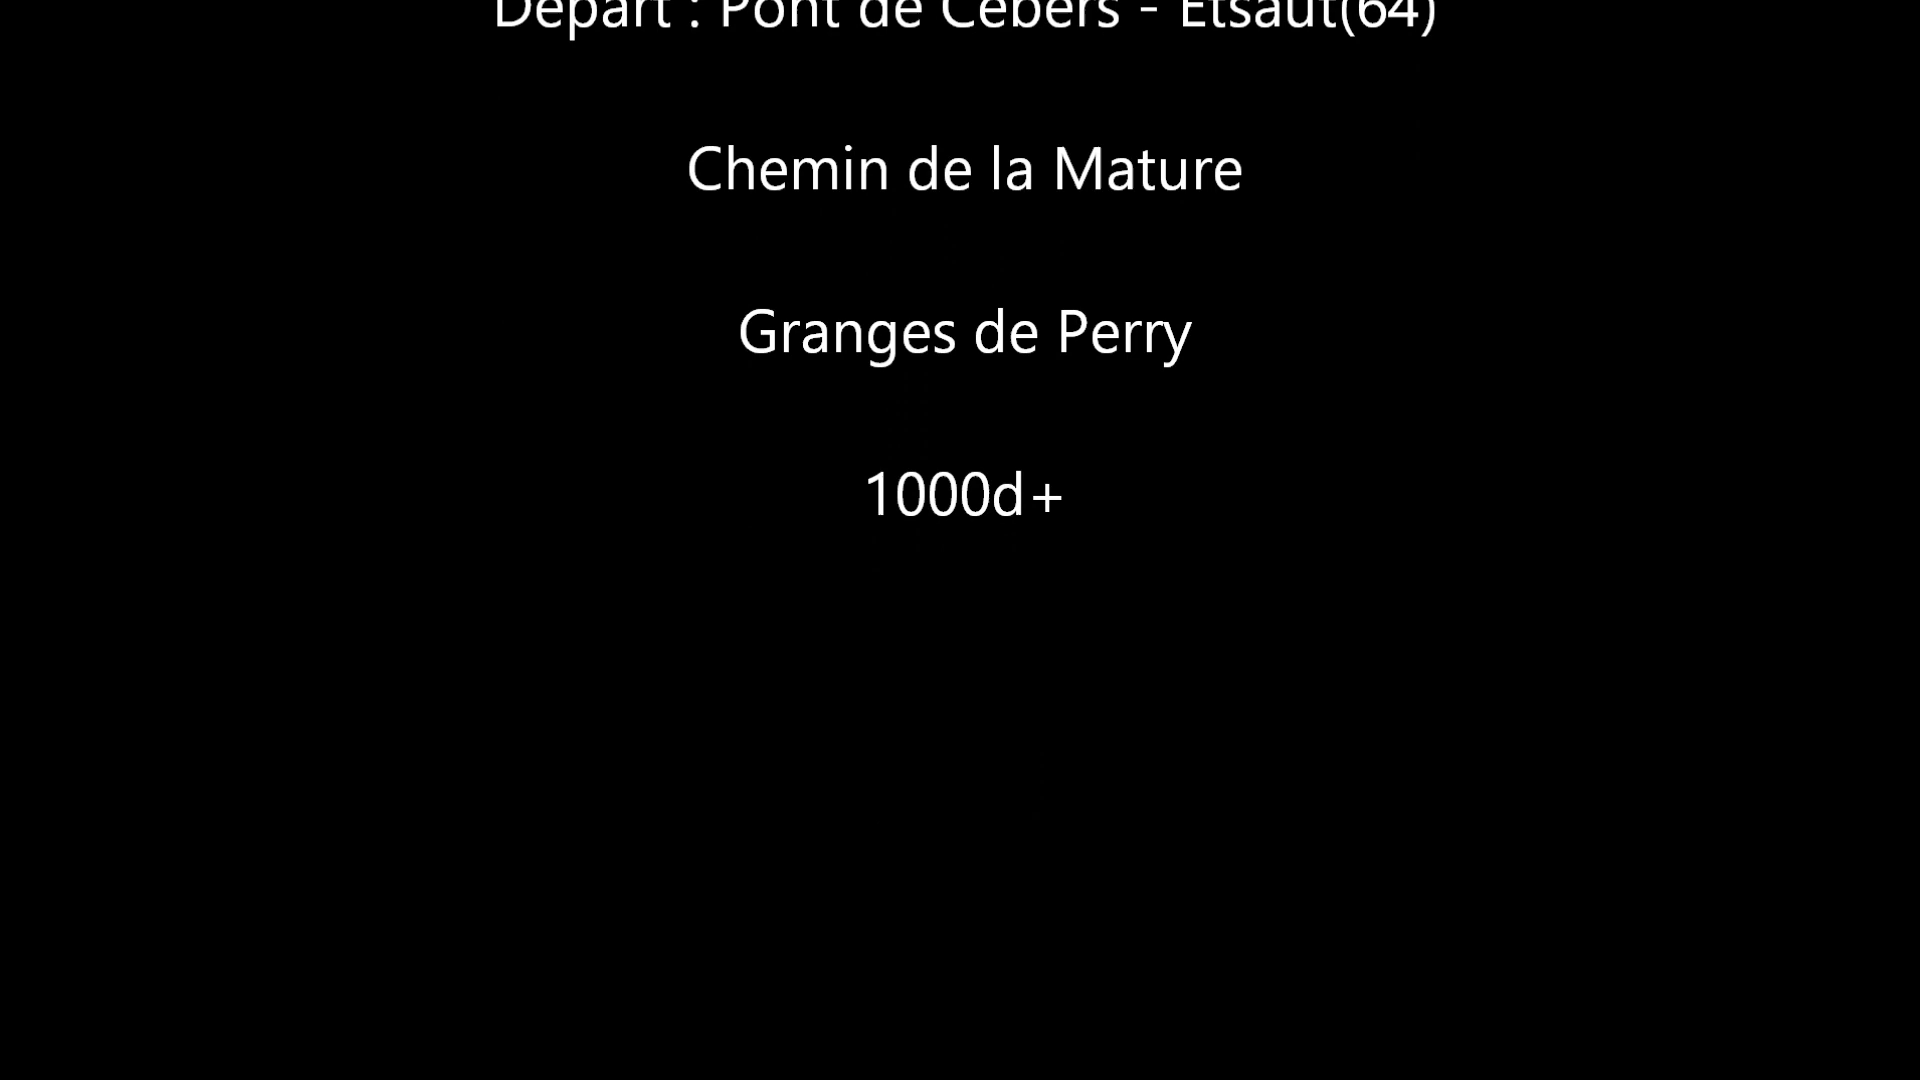 Départ : Pont de Cebers - Etsaut(64)
Chemin de la Mature
Granges de Perry
1000d+